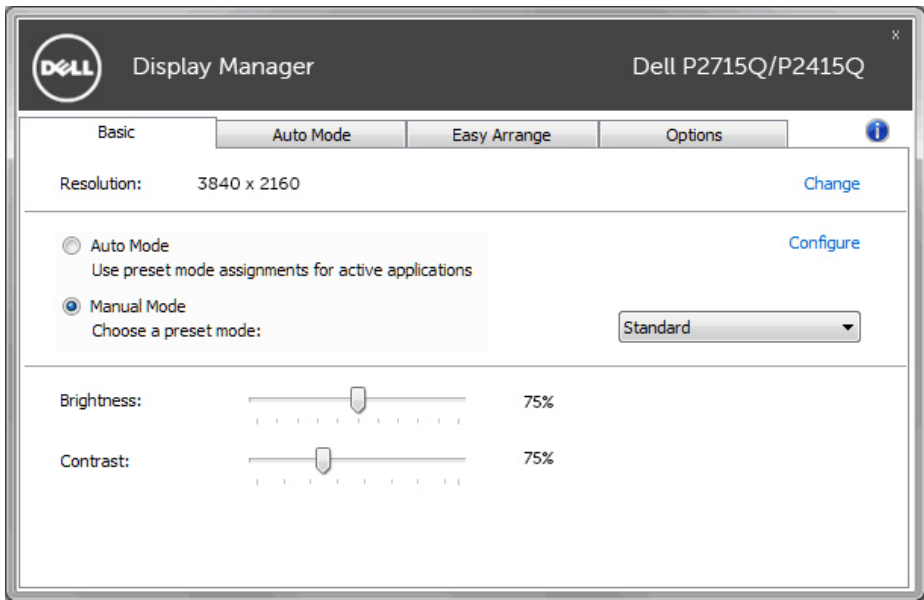 DELL Display Manager Dell P2715Q/P2415Q x
Basic Auto Mode Easy Arrange Options i
Resolution: 3840 x 2160 Change
Auto Mode Configure
Use preset mode assignments for active applications
Manual Mode
Choose a preset mode: Standard
Brightness: 75%
Contrast: 75%